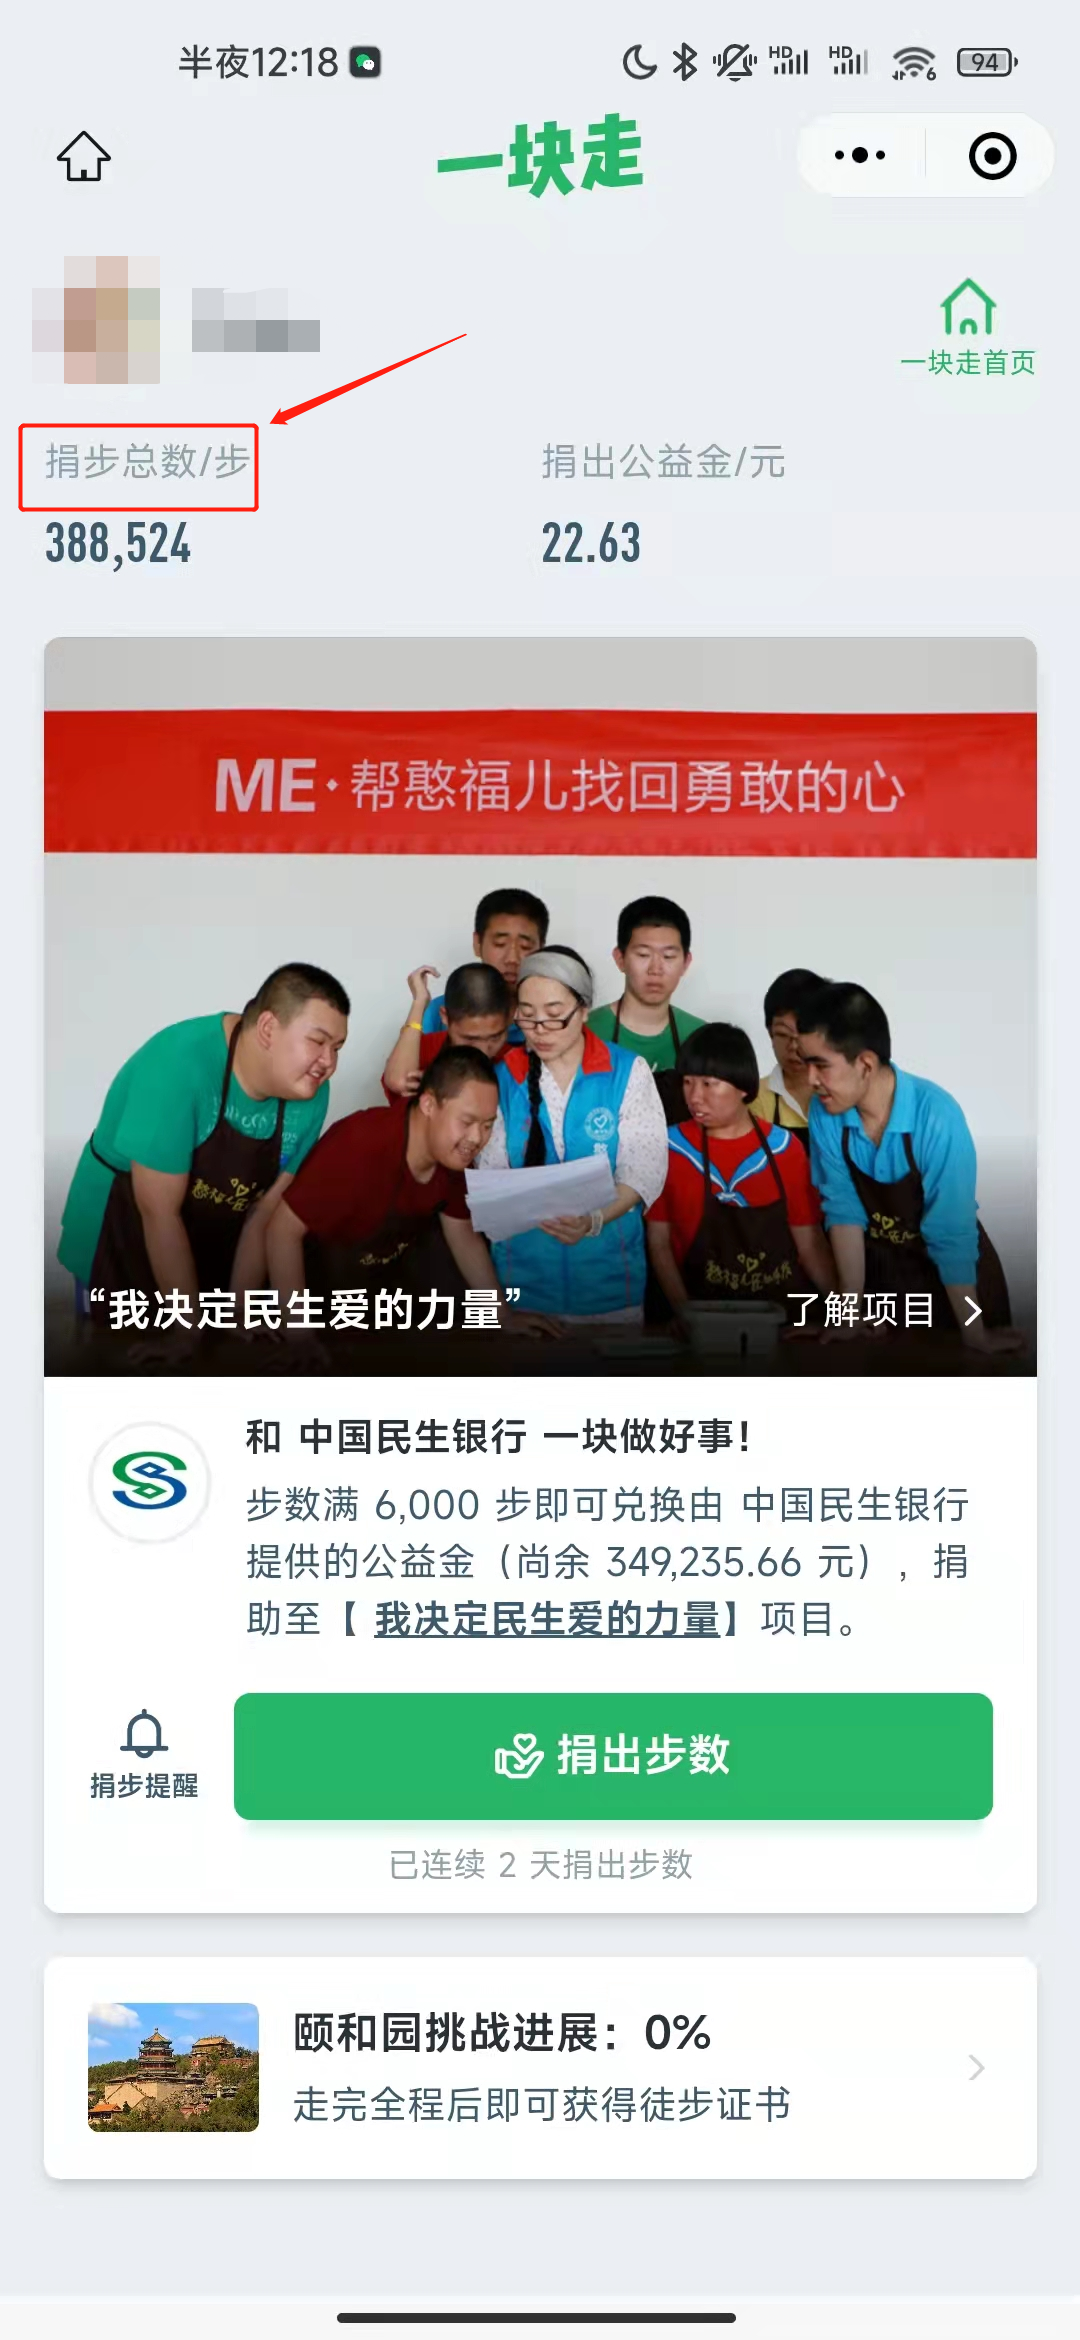 半夜12:18
HD HD 6 94
一块走
一块走首页
捐步总数/步
捐出公益金/元
388,524
22.63
ME·帮憨福儿找回勇敢的心
“我决定民生爱的力量”
了解项目
和 中国民生银行 一块做好事！
步数满 6,000 步即可兑换由 中国民生银行
提供的公益金（尚余 349,235.66 元），捐
助至【 我决定民生爱的力量】项目。
捐步提醒
捐出步数
已连续 2 天捐出步数
颐和园挑战进展：0%
走完全程后即可获得徒步证书